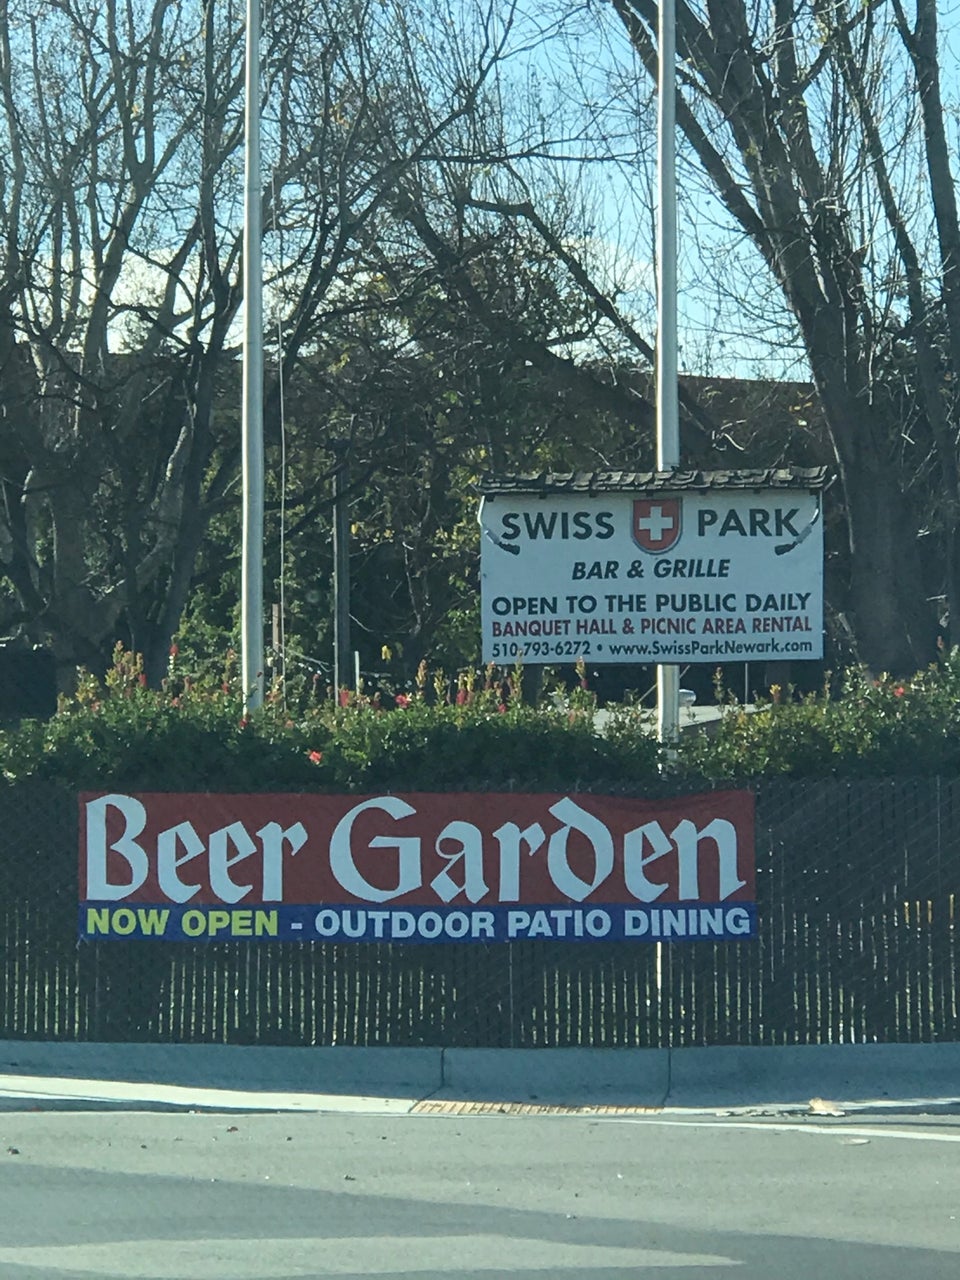 SWISS PARK
BAR & GRILLE
OPEN TO THE PUBLIC DAILY
BANQUET HALL & PICNIC AREA RENTAL
510-793-6272 • www.SwissParkNewark.com
Beer Garden
NOW OPEN - OUTDOOR PATIO DINING